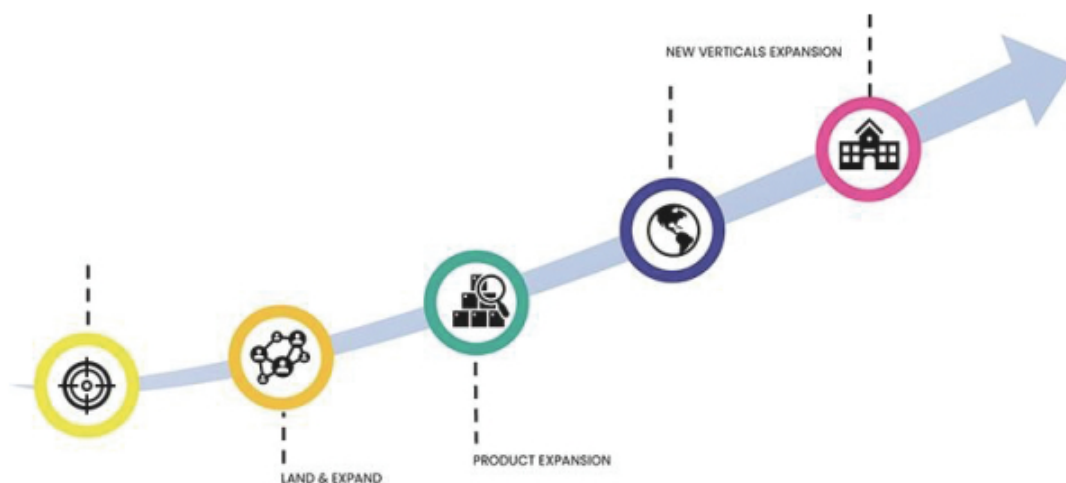 NEW VERTICALS EXPANSION
PRODUCT EXPANSION
LAND & EXPAND